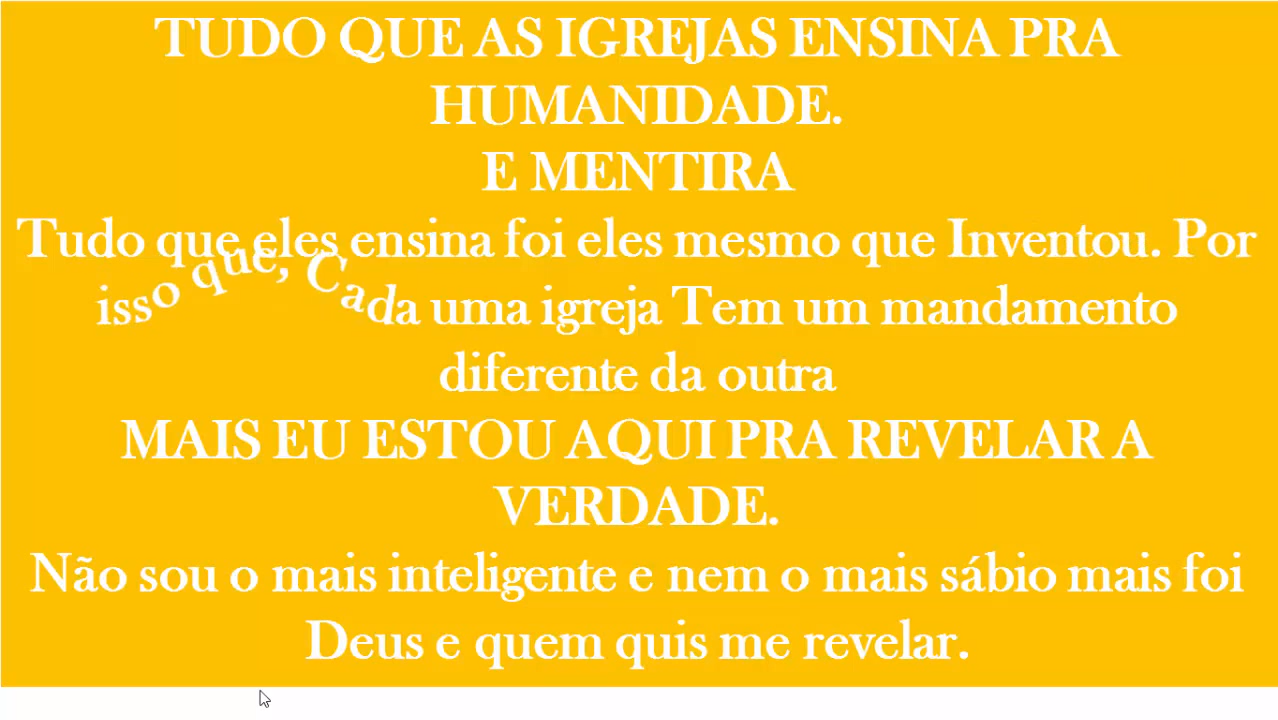 TUDO QUE AS IGREJAS ENSINA PRA
HUMANIDADE.
E MENTIRA
Tudo que eles ensina foi eles mesmo que Inventou. Por
isso que, Cada uma igreja Tem um mandamento
diferente da outra
MAIS EU ESTOU AQUI PRA REVELAR A
VERDADE.
Não sou o mais inteligente e nem o mais sábio mais foi
Deus e quem quis me revelar.